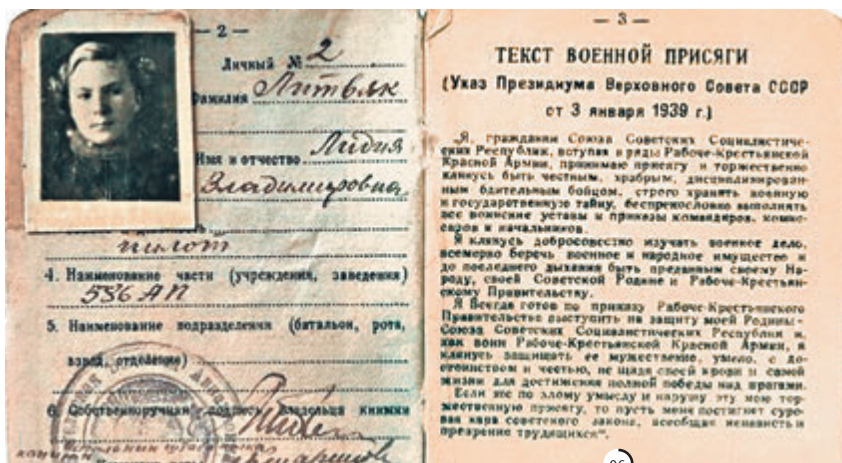 — 2 —
Личный № 2
Фамилия Литвяк
Имя и отчество Лидия
Владимировна
пилот
4. Наименование части (учреждения, заведения)
586 АП
5. Наименование подразделения (батальон, рота,
взвод, отделение)
6. Собственноручная подпись владельца книжки
— 3 —
ТЕКСТ ВОЕННОЙ ПРИСЯГИ
(Указ Президиума Верховного Совета СССР
от 3 января 1939 г.)
„Я, гражданин Союза Советских Социалистиче-
ских Республик, вступая в ряды Рабоче-Крестьянской
Красной Армии, принимаю присягу и торжественно
клянусь быть честным, храбрым, дисциплинирован-
ным бдительным бойцом, строго хранить военную
и государственную тайну, беспрекословно выполнять
все воинские уставы и приказы командиров, комис-
саров и начальников.
Я клянусь добросовестно изучать военное дело,
всемерно беречь военное и народное имущество и
до последнего дыхания быть преданным своему На-
роду, своей Советской Родине и Рабоче-Крестьян-
скому Правительству.
Я всегда готов по приказу Рабоче-Крестьянского
Правительства выступить на защиту моей Родины-
Союза Советских Социалистических Республик и,
как воин Рабоче-Крестьянской Красной Армии, я
клянусь защищать ее мужественно, умело, с до-
стоинством и честью, не щадя своей крови и самой
жизни для достижения полной победы над врагами.
Если же по злому умыслу я нарушу эту мою тор-
жественную присягу, то пусть меня постигнет суро-
вая кара советского закона, всеобщая ненависть и
презрение трудящихся“.